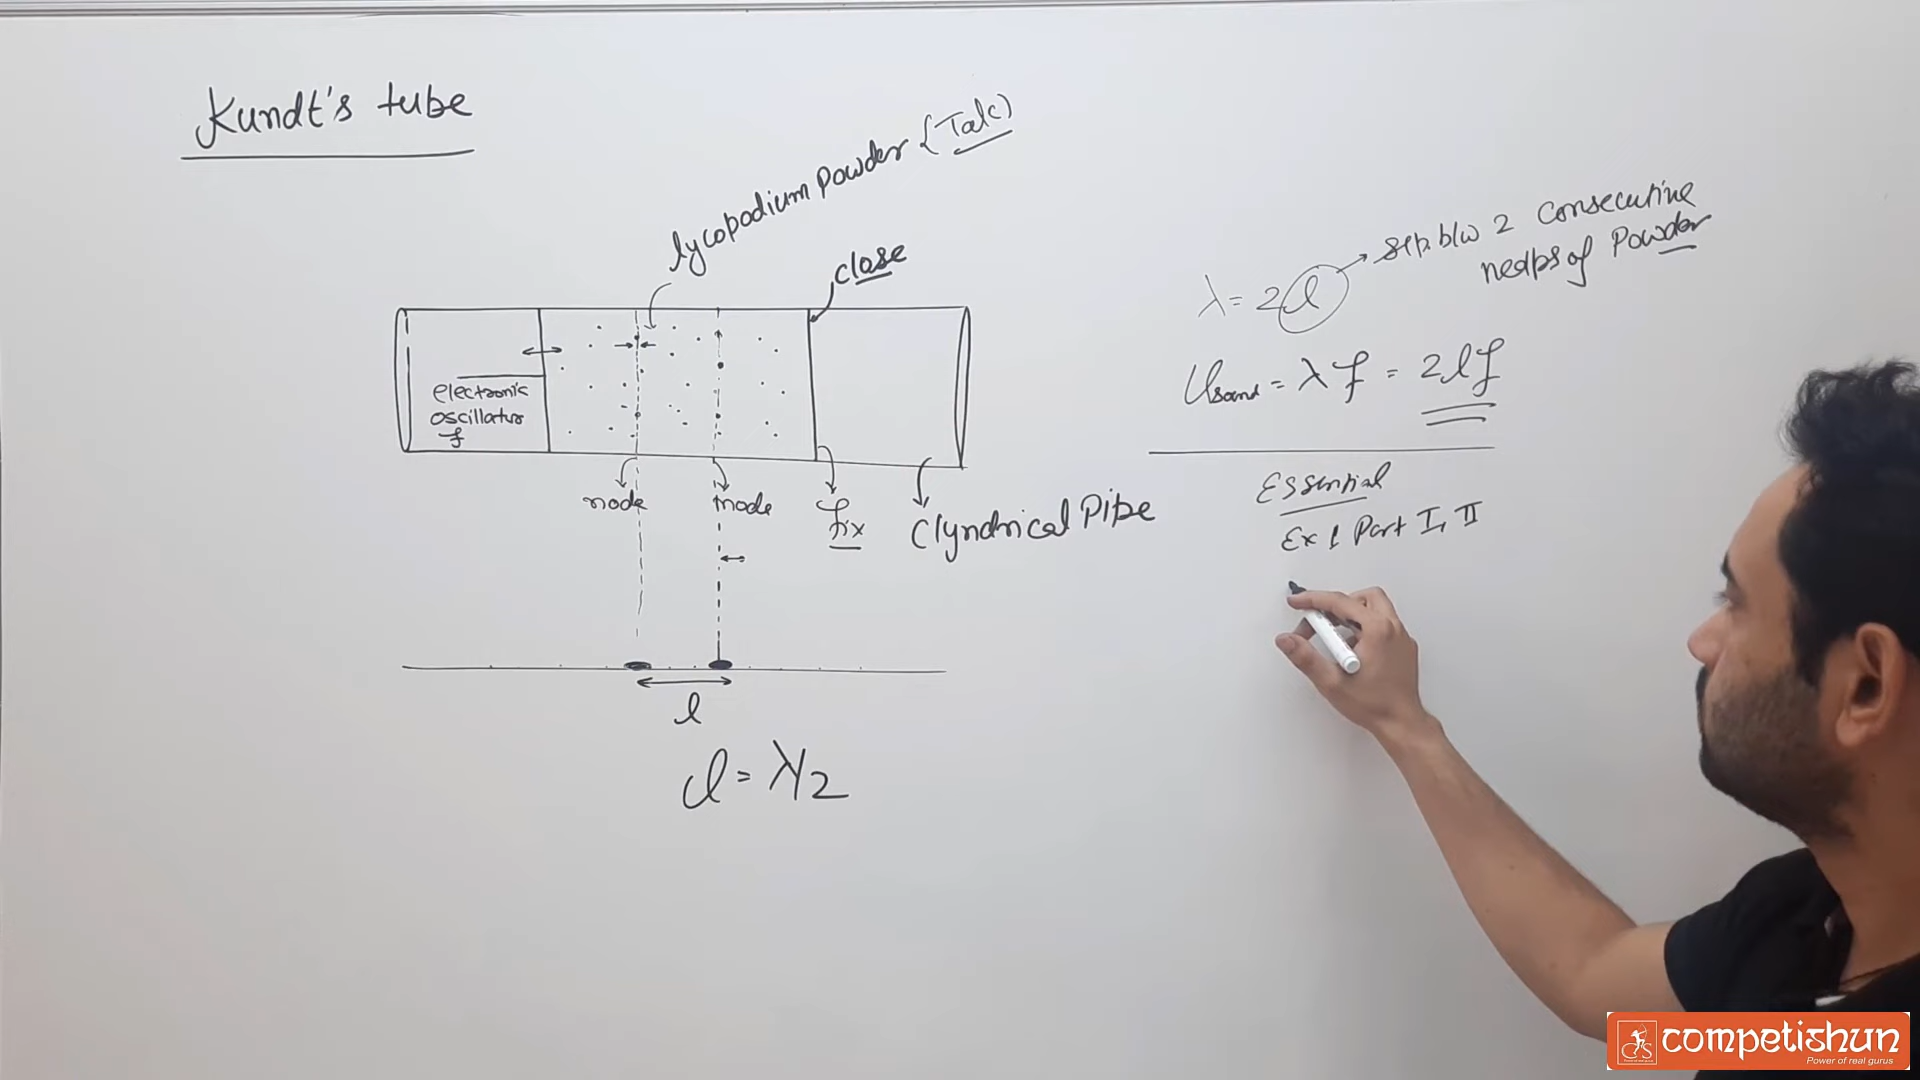 Kundt's tube
lycopodium Powder (Talc)
close
electronic
oscillator
f
node
node
fix
Clyndrical Pipe
l
l = λ/2
λ = 2l → sep. b/w 2 consecutive
heaps of Powder
= λf = 2lf
Essential
Ex 1 Part I, II
competishun
Power of real gurus